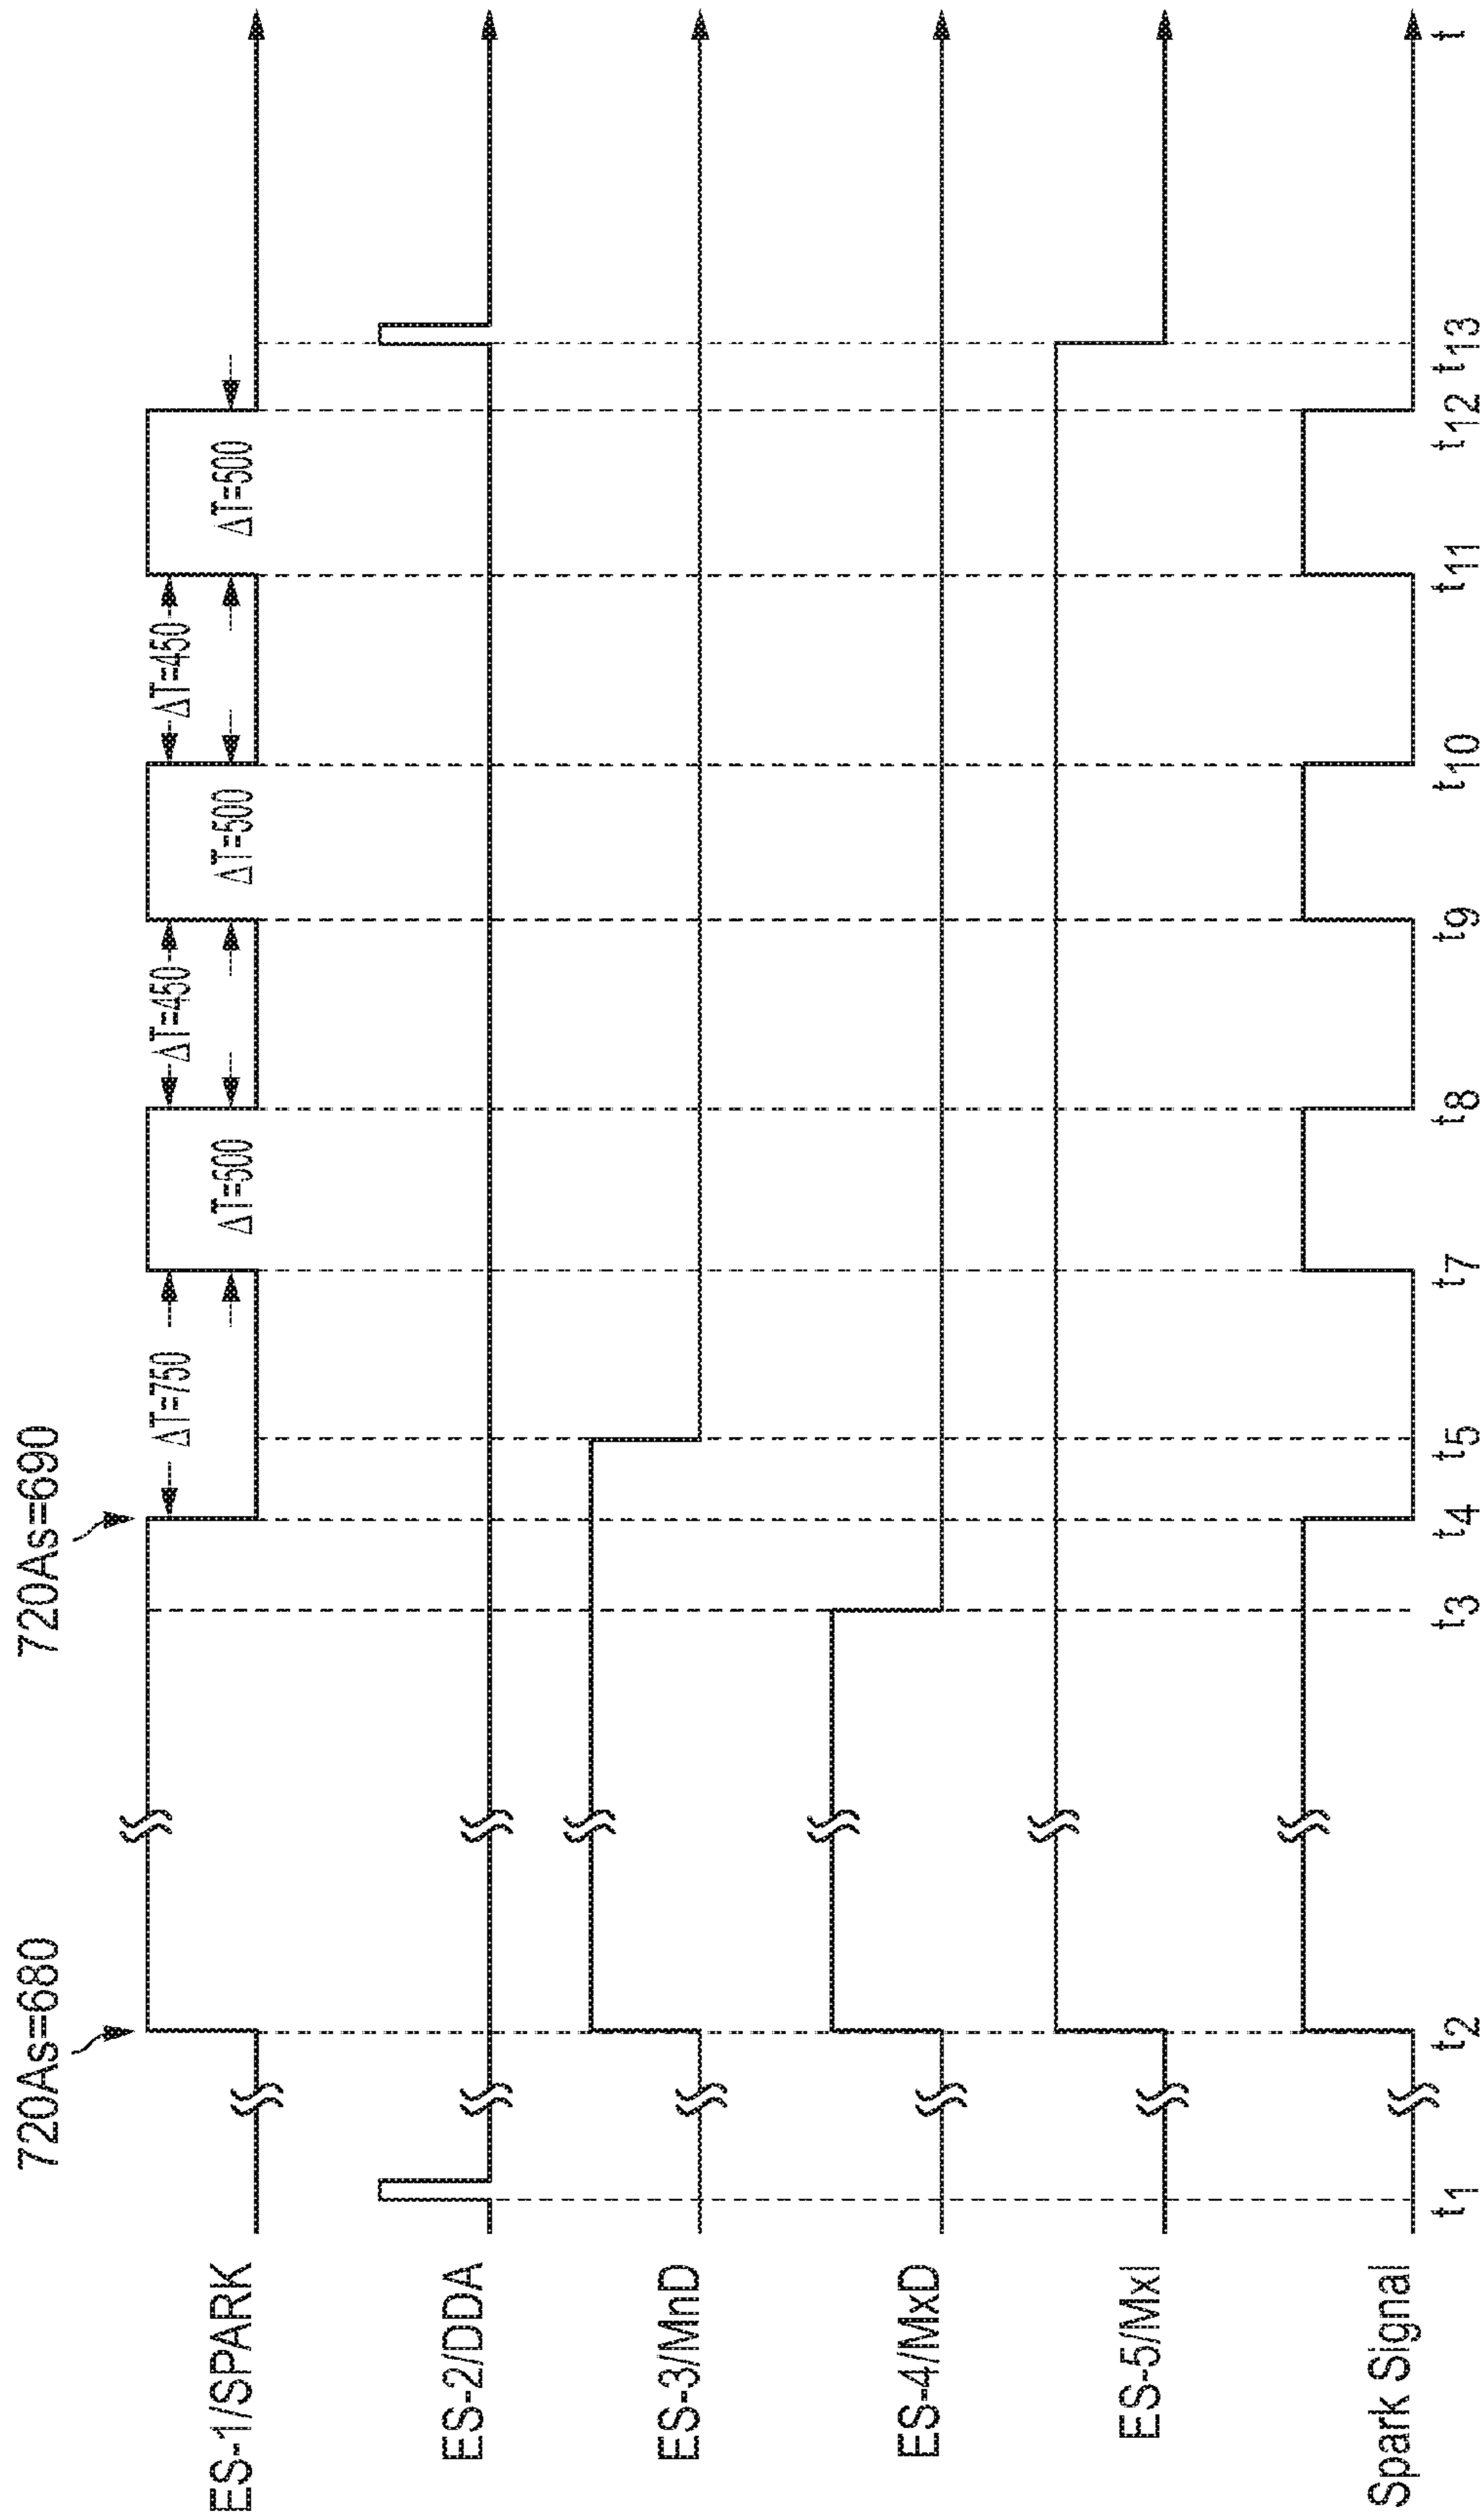 720As=680
720As=690
ES-1/SPARK
ΔT=750
ΔT=500
ΔT=450
ΔT=500
ΔT=450
ΔT=500
ES-2/DDA
ES-3/MnD
ES-4/MxD
ES-5/MxI
Spark Signal
t1 t2 t3 t4 t5 t7 t8 t9 t10 t11 t12 t13 t